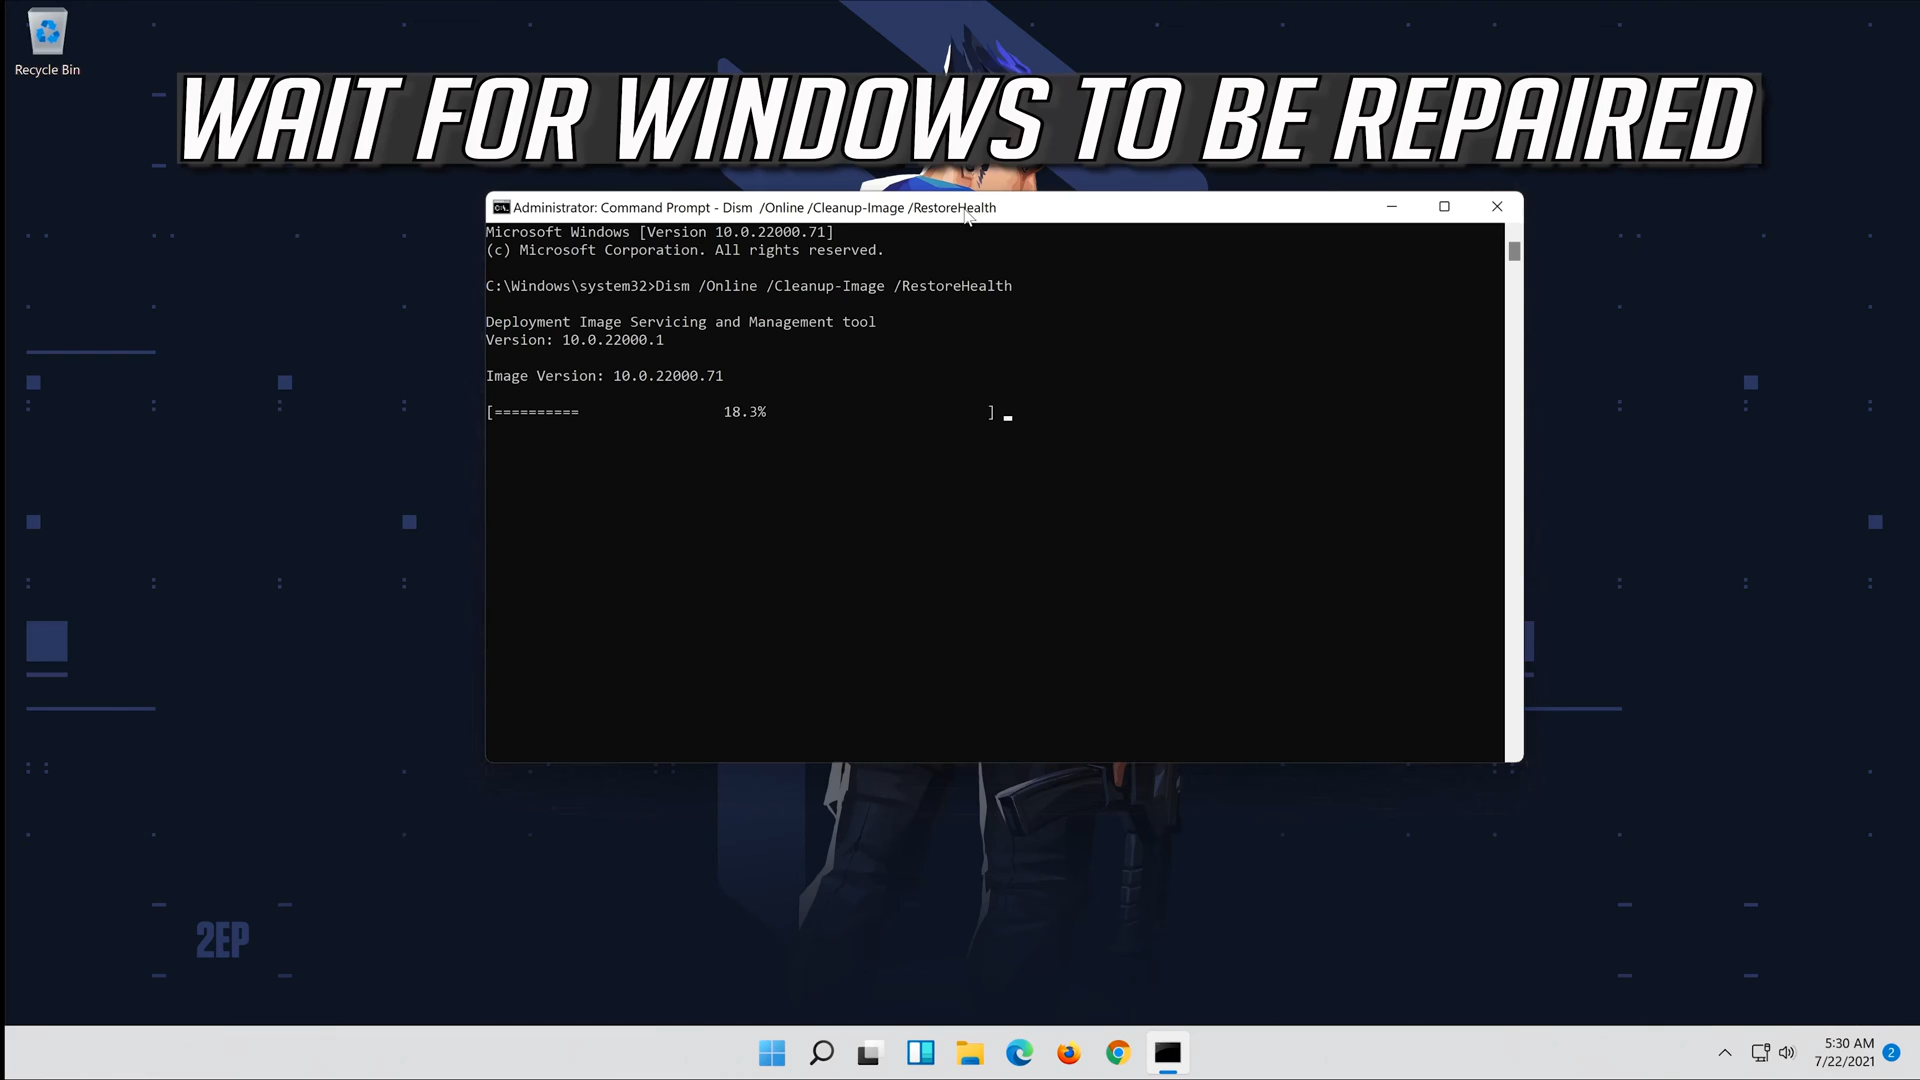 Recycle Bin
WAIT FOR WINDOWS TO BE REPAIRED
Administrator: Command Prompt - Dism /Online /Cleanup-Image /RestoreHealth
Microsoft Windows [Version 10.0.22000.71]
(c) Microsoft Corporation. All rights reserved.
C:\Windows\system32>Dism /Online /Cleanup-Image /RestoreHealth
Deployment Image Servicing and Management tool
Version: 10.0.22000.1
Image Version: 10.0.22000.71
[========== 18.3% ]
2EP
5:30 AM
7/22/2021
2